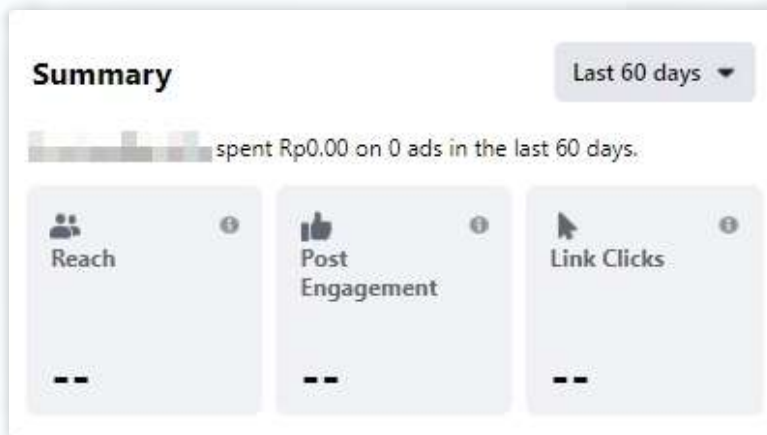 Summary
Last 60 days
spent Rp0.00 on 0 ads in the last 60 days.
Reach
Post
Engagement
Link Clicks
--
--
--